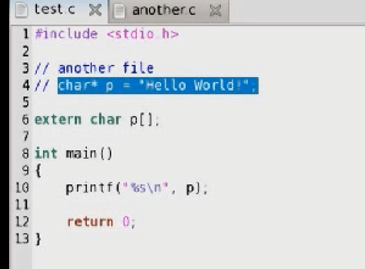 test.c another.c
1 #include <stdio.h>
2
3 // another file
4 // char* p = "Hello World!";
5
6 extern char p[];
7
8 int main()
9 {
10 printf("%s\n", p);
11
12 return 0;
13 }